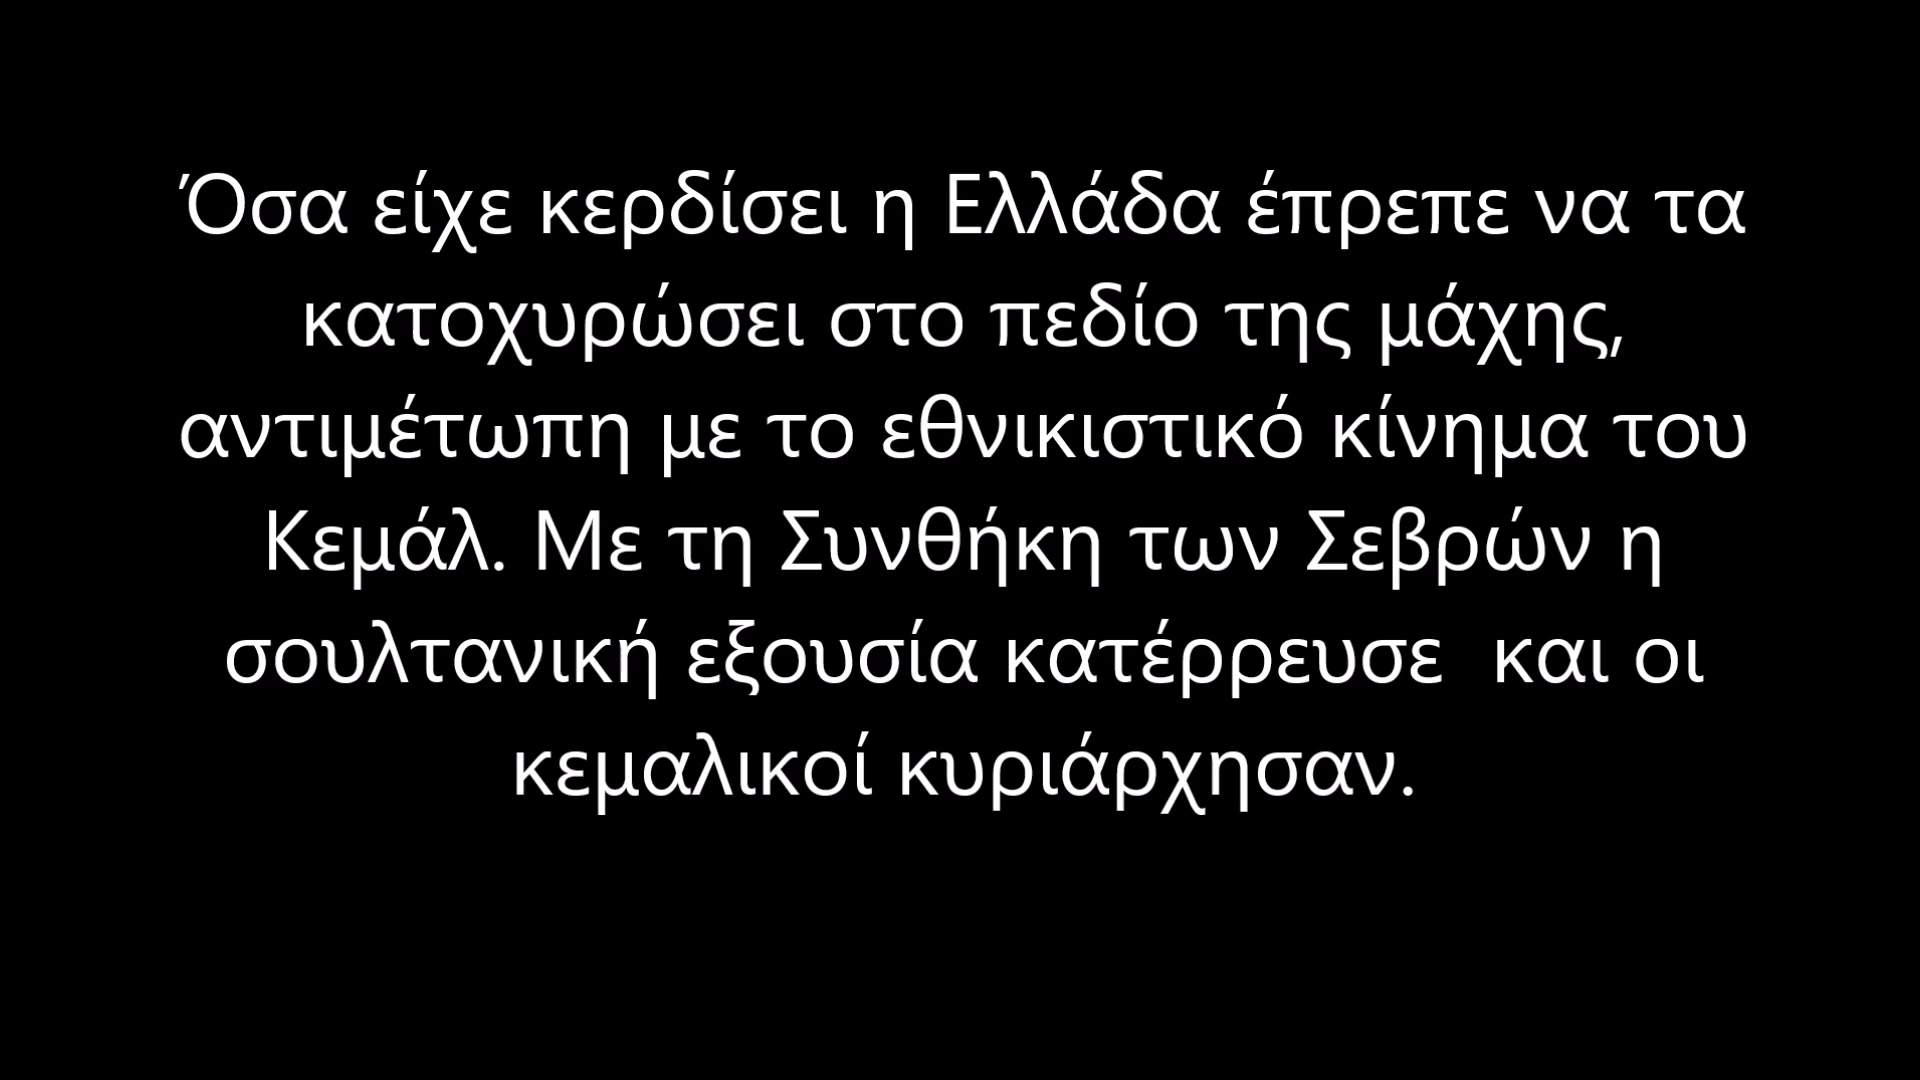 Όσα είχε κερδίσει η Ελλάδα έπρεπε να τα
κατοχυρώσει στο πεδίο της μάχης,
αντιμέτωπη με το εθνικιστικό κίνημα του
Κεμάλ. Με τη Συνθήκη των Σεβρών η
σουλτανική εξουσία κατέρρευσε  και οι
κεμαλικοί κυριάρχησαν.